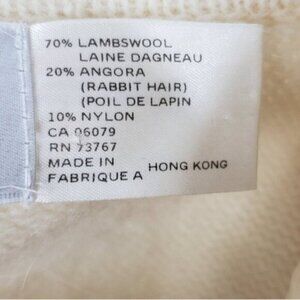 70% LAMBSWOOL
LAINE DAGNEAU
20% ANGORA
(RABBIT HAIR)
(POIL DE LAPIN
10% NYLON
CA 06079
RN 73767
MADE IN HONG KONG
FABRIQUE A